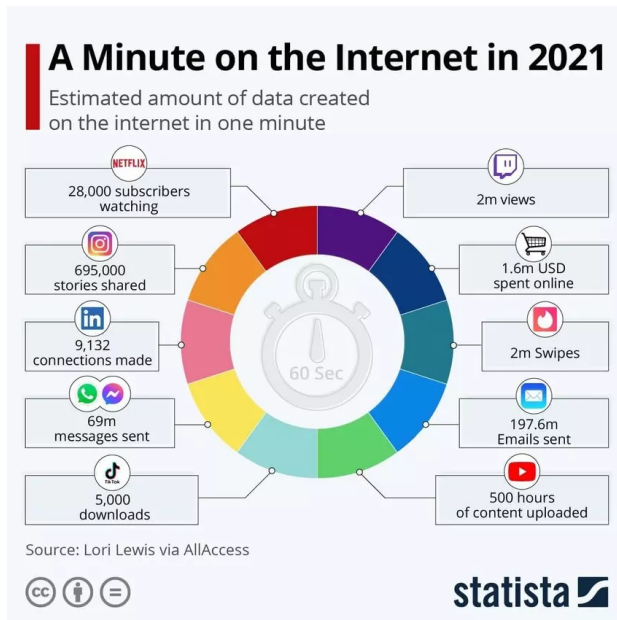 A Minute on the Internet in 2021
Estimated amount of data created
on the internet in one minute
NETFLIX
28,000 subscribers
watching
2m views
695,000
stories shared
1.6m USD
spent online
in
9,132
connections made
2m Swipes
69m
messages sent
197.6m
Emails sent
TikTok
5,000
downloads
500 hours
of content uploaded
60 Sec
Source: Lori Lewis via AllAccess
cc
statista